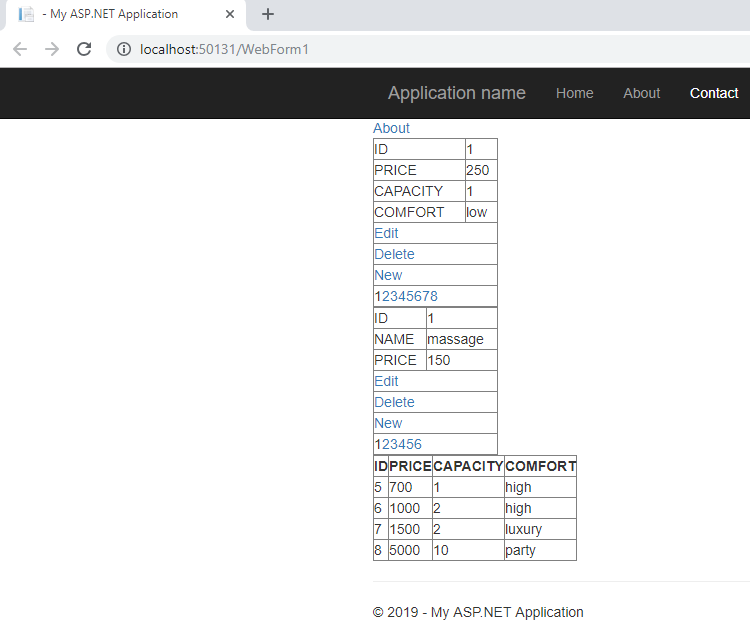 - My ASP.NET Application
localhost:50131/WebForm1
Application name Home About Contact
About
ID 1
PRICE 250
CAPACITY 1
COMFORT low
Edit
Delete
New
12345678
ID 1
NAME massage
PRICE 150
Edit
Delete
New
123456
ID PRICE CAPACITY COMFORT
5 700 1 high
6 1000 2 high
7 1500 2 luxury
8 5000 10 party
© 2019 - My ASP.NET Application